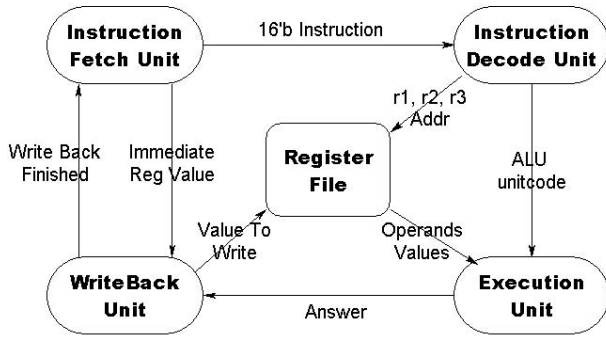 Instruction
Fetch Unit
16'b Instruction
Instruction
Decode Unit
r1, r2, r3
Addr
Write Back
Finished
Immediate
Reg Value
Register
File
ALU
unitcode
Value To
Write
Operands
Values
WriteBack
Unit
Answer
Execution
Unit